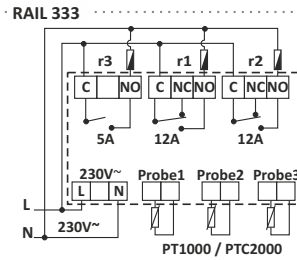 RAIL 333
r3 r1 r2
C NO C NC NO C NC NO
5A 12A 12A
230V~ Probe1 Probe2 Probe3
L N
L
N 230V~
PT1000 / PTC2000